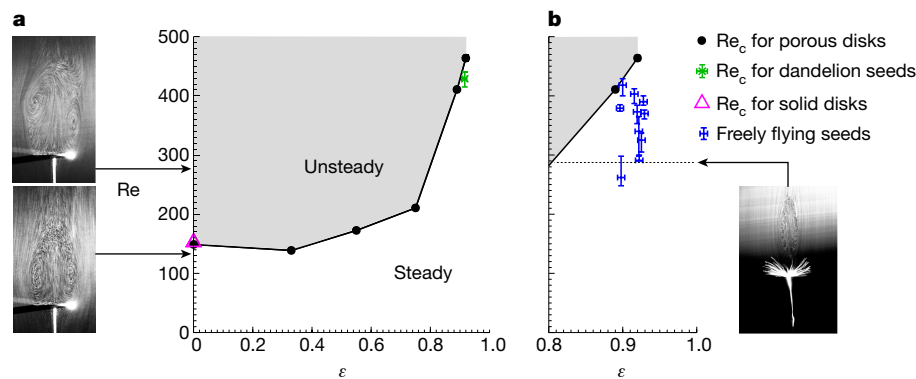 a
b
500
400
300
200
100
0
Re
Unsteady
Steady
0 0.2 0.4 0.6 0.8 1.0
ε
0.8 0.9 1.0
ε
Re_c for porous disks
Re_c for dandelion seeds
Re_c for solid disks
Freely flying seeds